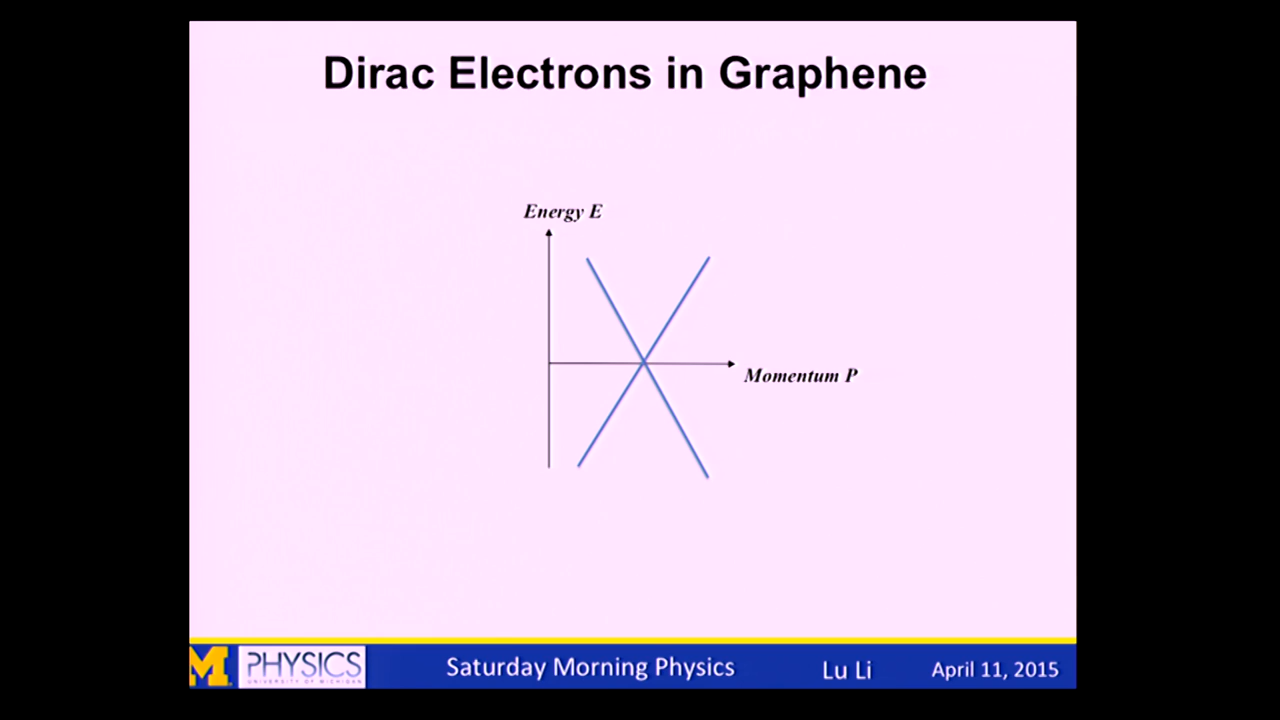 Dirac Electrons in Graphene
Energy E
Momentum P
M PHYSICS
UNIVERSITY OF MICHIGAN
Saturday Morning Physics
Lu Li
April 11, 2015